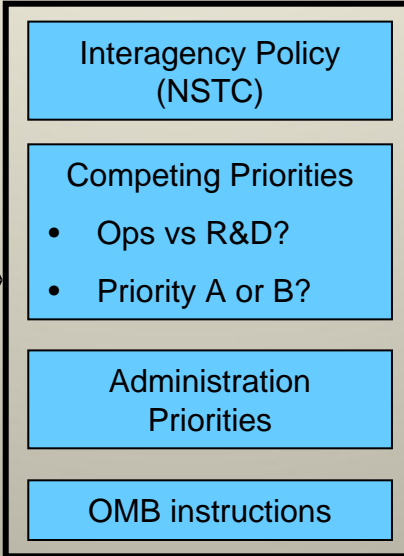 Interagency Policy
(NSTC)
Competing Priorities
• Ops vs R&D?
• Priority A or B?
Administration
Priorities
OMB instructions